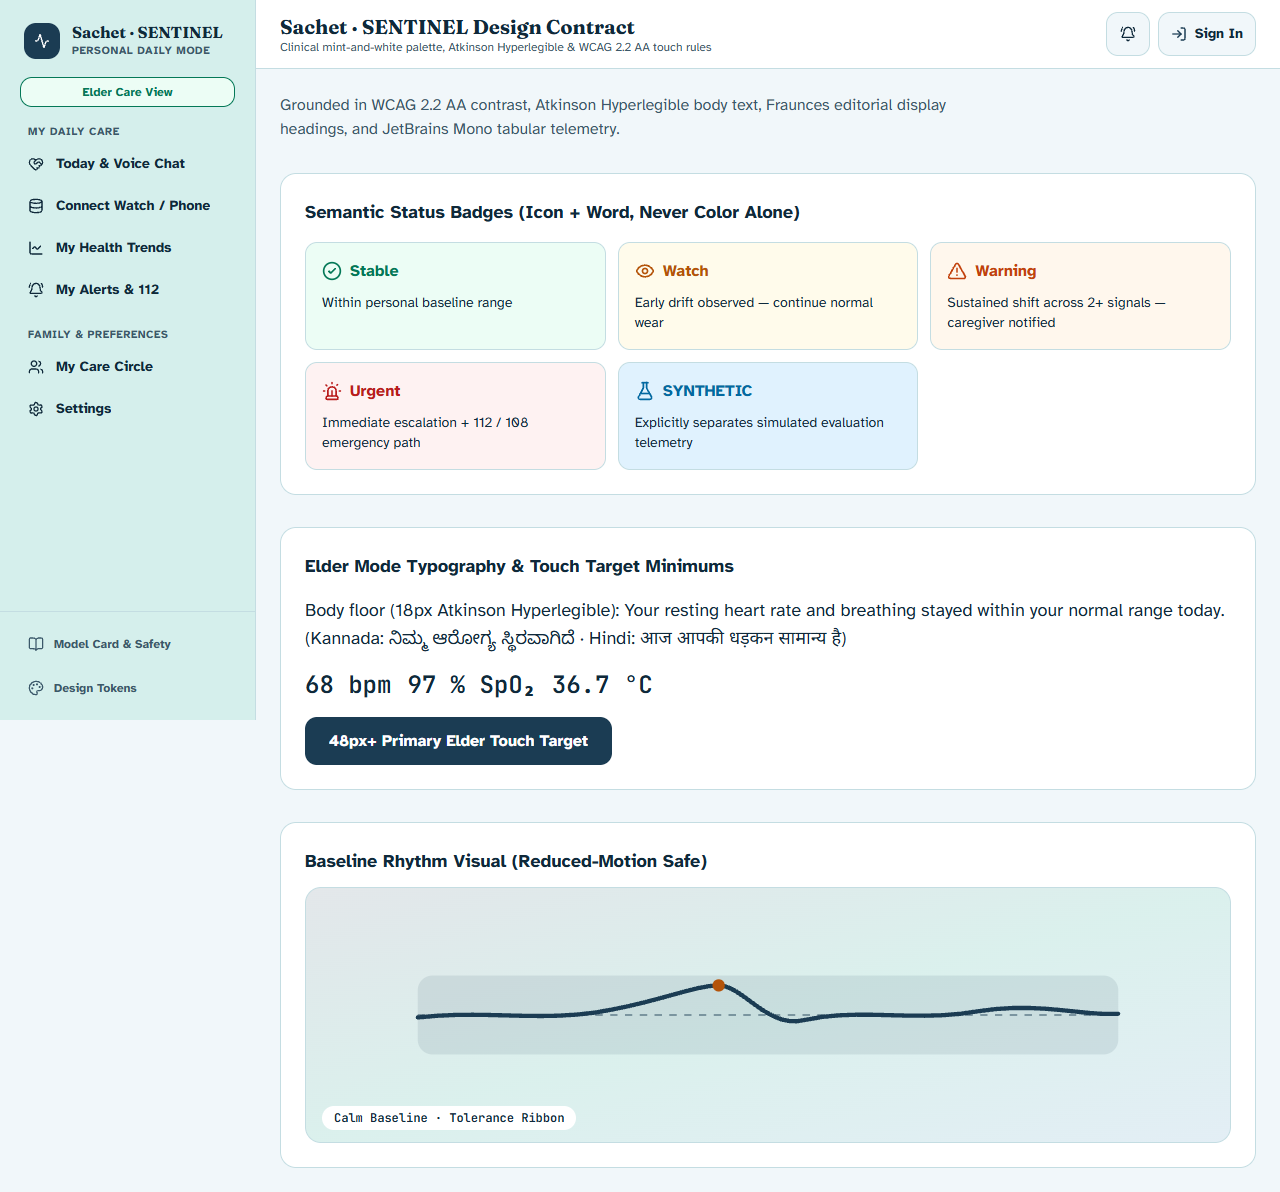 Sachet · SENTINEL
PERSONAL DAILY MODE
Elder Care View
MY DAILY CARE
Today & Voice Chat
Connect Watch / Phone
My Health Trends
My Alerts & 112
FAMILY & PREFERENCES
My Care Circle
Settings
Model Card & Safety
Design Tokens
Sachet · SENTINEL Design Contract
Clinical mint-and-white palette, Atkinson Hyperlegible & WCAG 2.2 AA touch rules
Sign In
Grounded in WCAG 2.2 AA contrast, Atkinson Hyperlegible body text, Fraunces editorial display
headings, and JetBrains Mono tabular telemetry.
Semantic Status Badges (Icon + Word, Never Color Alone)
Stable
Within personal baseline range
Watch
Early drift observed — continue normal
wear
Warning
Sustained shift across 2+ signals —
caregiver notified
Urgent
Immediate escalation + 112 / 108
emergency path
SYNTHETIC
Explicitly separates simulated evaluation
telemetry
Elder Mode Typography & Touch Target Minimums
Body floor (18px Atkinson Hyperlegible): Your resting heart rate and breathing stayed within your normal range today.
(Kannada: ನಿಮ್ಮ ಆರೋಗ್ಯ ಸ್ಥಿರವಾಗಿದೆ · Hindi: आज आपकी धड़कन सामान्य है)
68 bpm 97 % SpO₂ 36.7 °C
48px+ Primary Elder Touch Target
Baseline Rhythm Visual (Reduced-Motion Safe)
Calm Baseline · Tolerance Ribbon